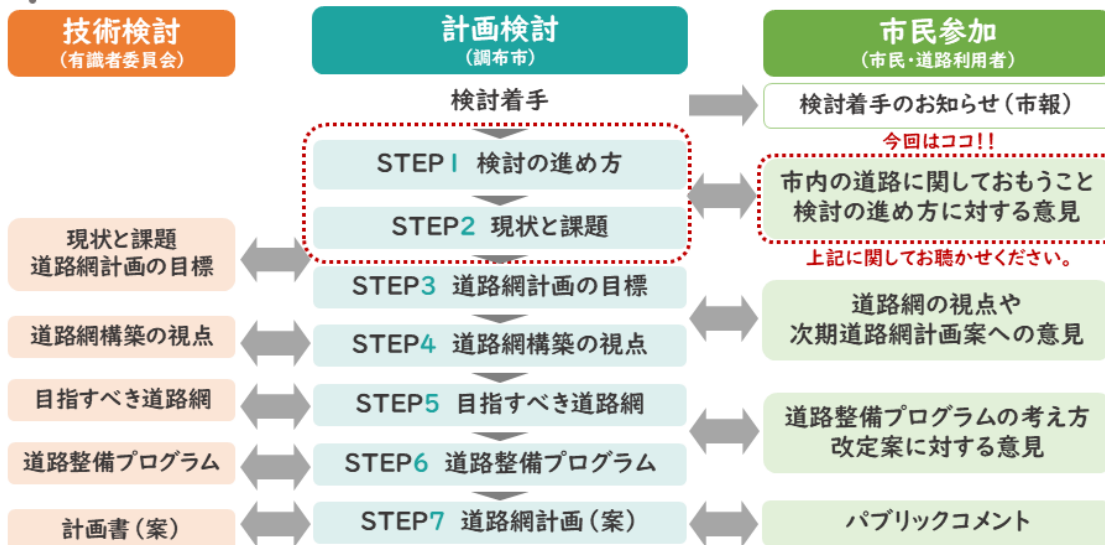 技術検討
(有識者委員会)
計画検討
(調布市)
市民参加
(市民・道路利用者)
検討着手
検討着手のお知らせ(市報)
今回はココ!!
STEP1 検討の進め方
市内の道路に関しておもうこと
検討の進め方に対する意見
STEP2 現状と課題
上記に関してお聴かせください。
現状と課題
道路網計画の目標
STEP3 道路網計画の目標
道路網の視点や
次期道路網計画案への意見
道路網構築の視点
STEP4 道路網構築の視点
目指すべき道路網
STEP5 目指すべき道路網
道路整備プログラムの考え方
改定案に対する意見
道路整備プログラム
STEP6 道路整備プログラム
計画書(案)
STEP7 道路網計画(案)
パブリックコメント